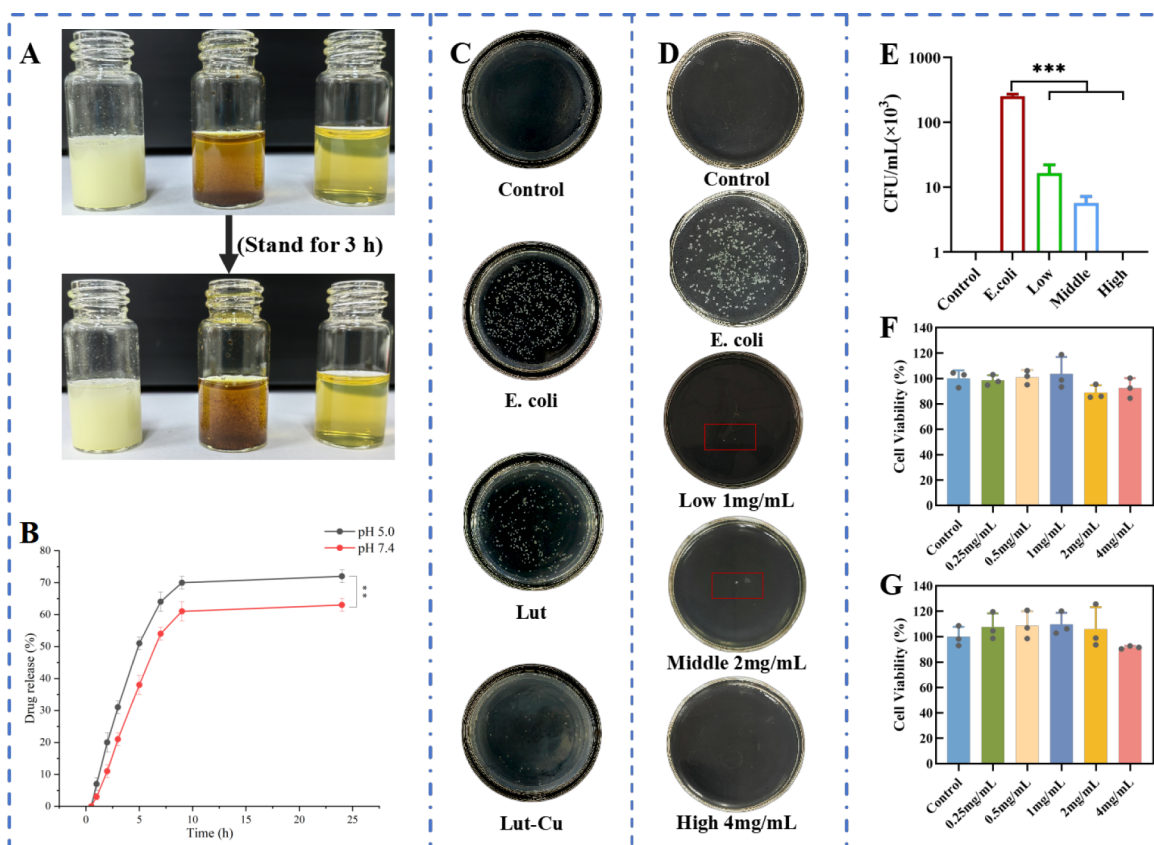 A
(Stand for 3 h)
B
pH 5.0
pH 7.4
**
80
70
60
50
40
30
20
10
0
Drug release (%)
0 5 10 15 20 25
Time (h)
C
Control
E. coli
Lut
Lut-Cu
D
Control
E. coli
Low 1mg/mL
Middle 2mg/mL
High 4mg/mL
E
***
1000
100
10
1
CFU/mL(×10³)
Control E.coli Low Middle High
F
140
120
100
80
60
40
20
0
Cell Viability (%)
Control 0.25mg/mL 0.5mg/mL 1mg/mL 2mg/mL 4mg/mL
G
140
120
100
80
60
40
20
0
Cell Viability (%)
Control 0.25mg/mL 0.5mg/mL 1mg/mL 2mg/mL 4mg/mL